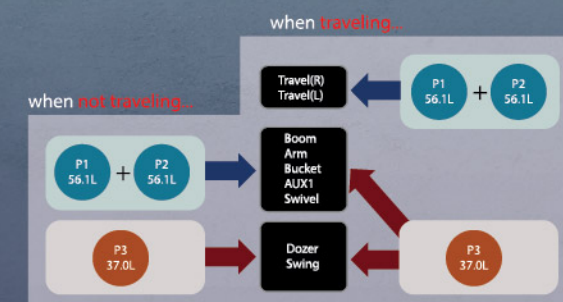 when traveling...
Travel(R)
Travel(L)
P1
56.1L
+
P2
56.1L
when not traveling...
P1
56.1L
+
P2
56.1L
Boom
Arm
Bucket
AUX1
Swivel
P3
37.0L
Dozer
Swing
P3
37.0L